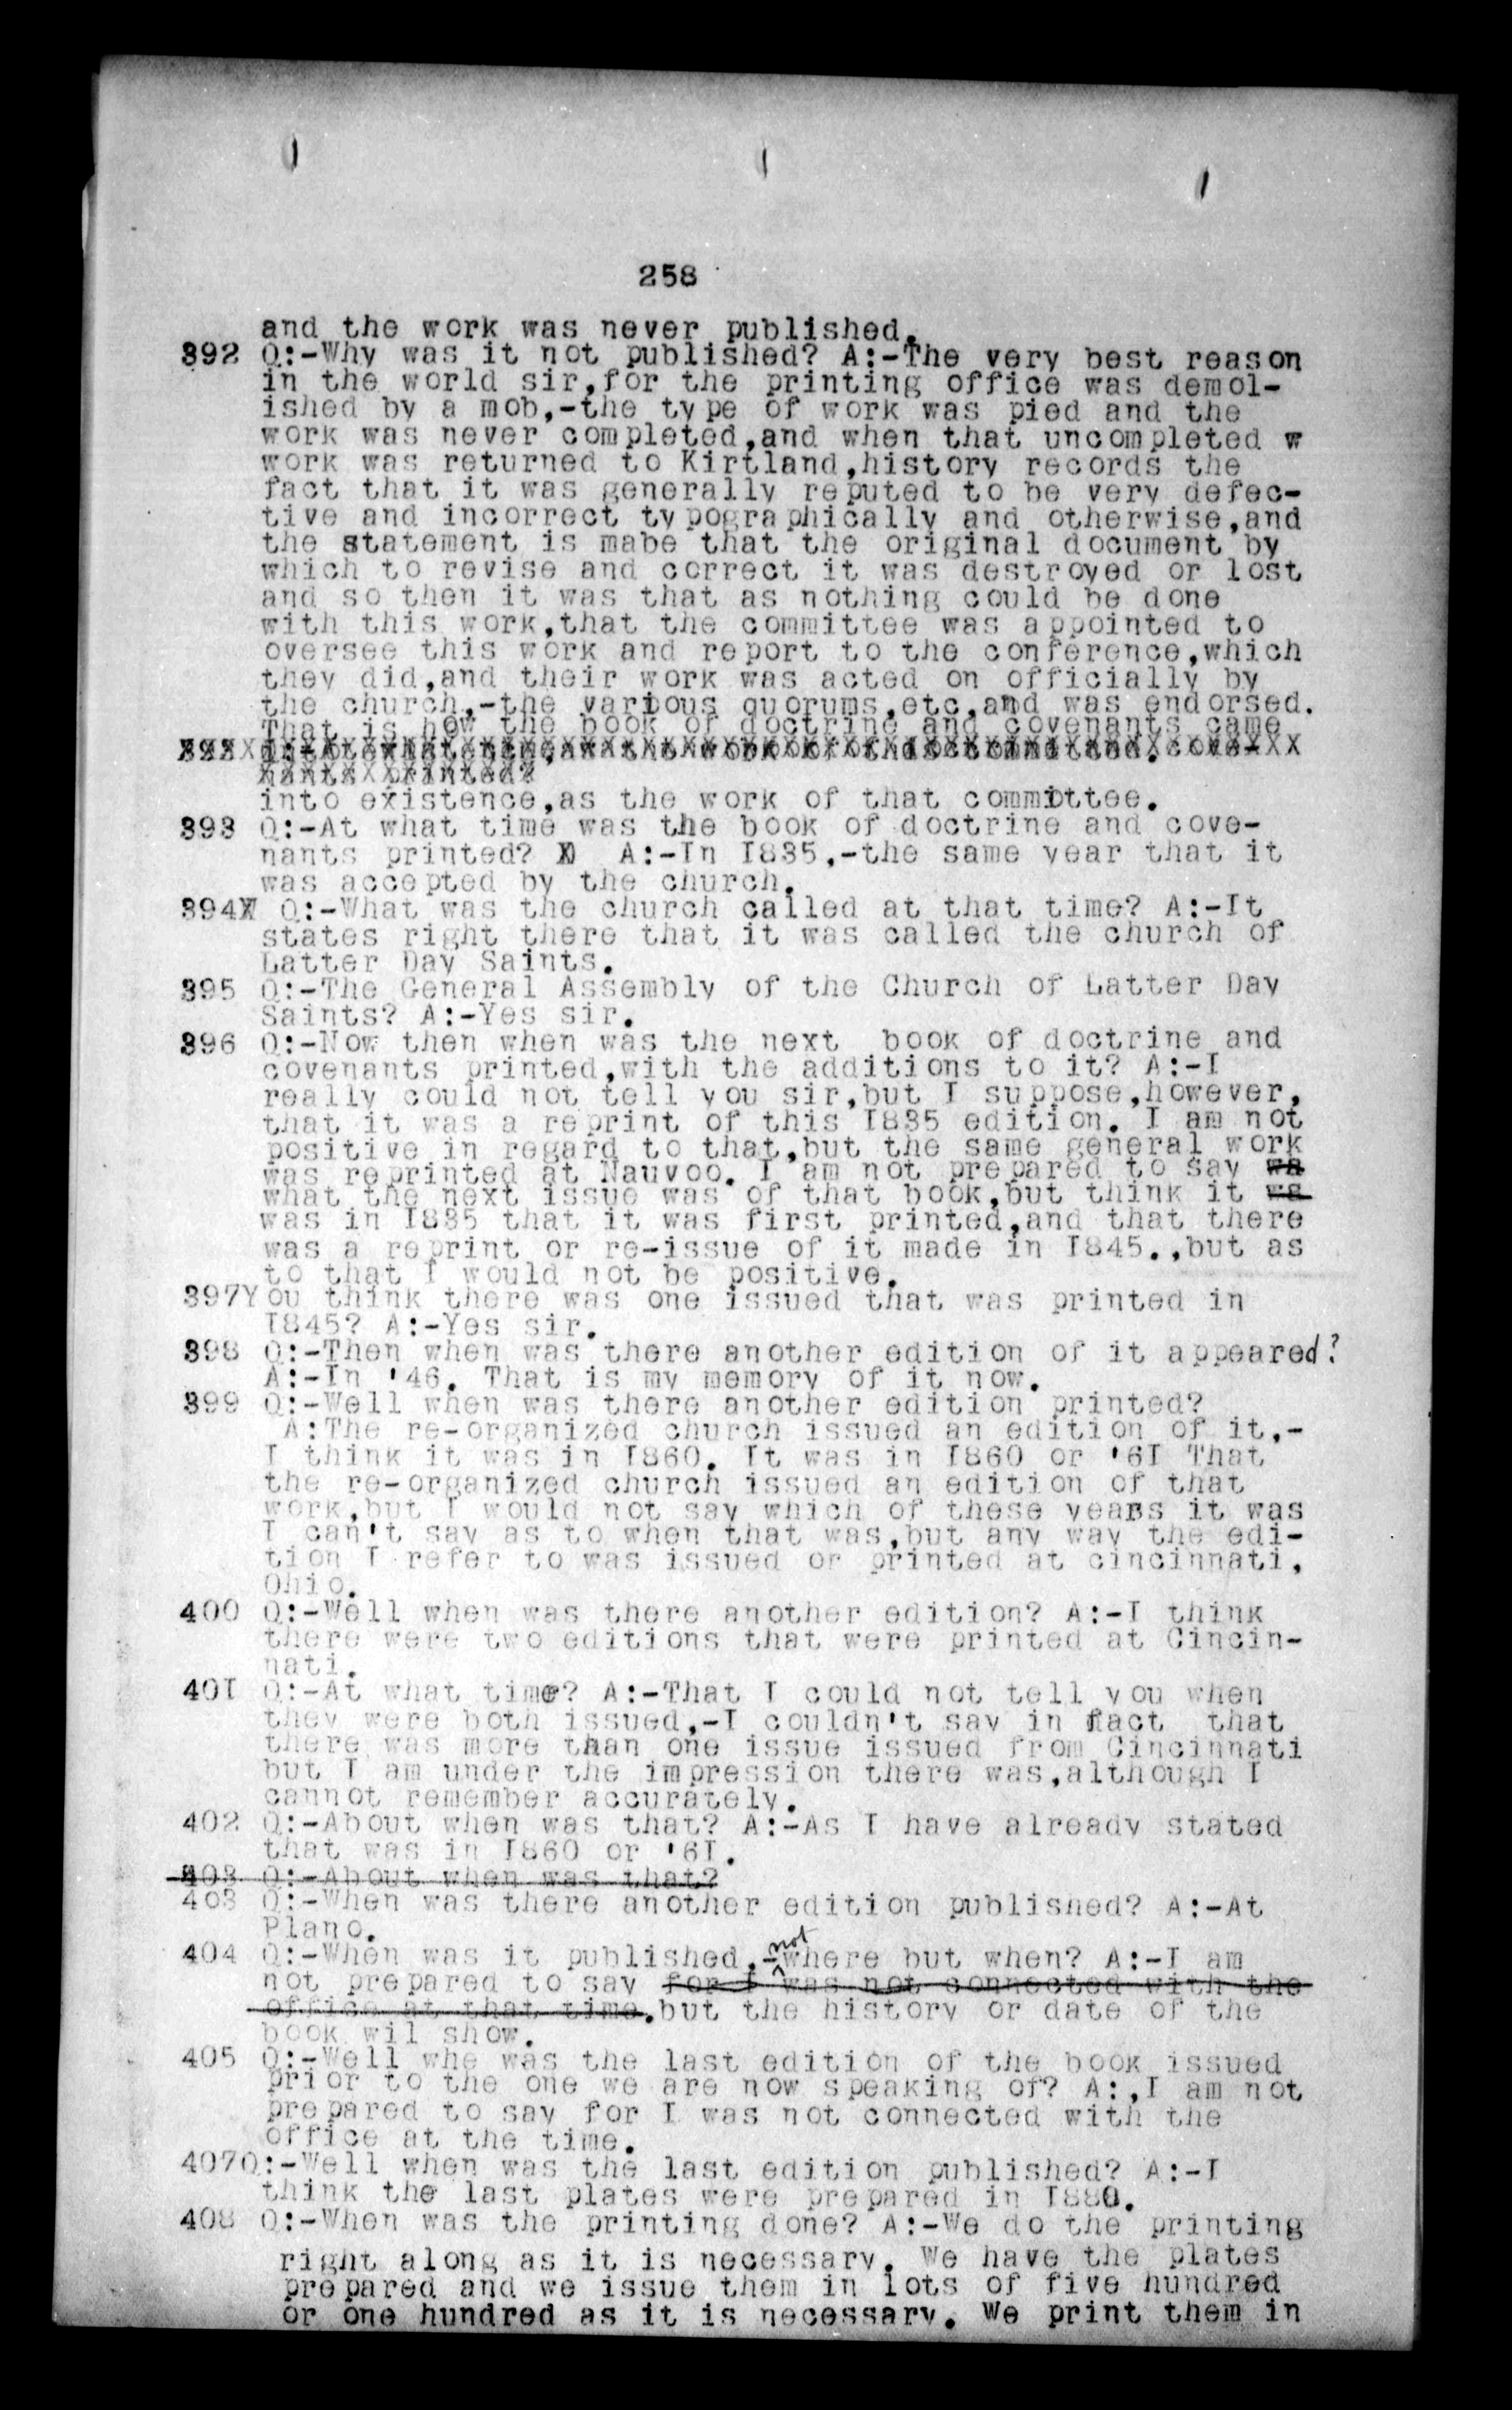 258
and the work was never published.
392 Q:-Why was it not published? A:-The very best reason
in the world sir,for the printing office was demol-
ished by a mob,-the type of work was pied and the
work was never completed,and when that uncompleted w
work was returned to Kirtland,history records the
fact that it was generally reputed to be very defec-
tive and incorrect typographically and otherwise,and
the statement is mabe that the original document by
which to revise and correct it was destroyed or lost
and so then it was that as nothing could be done
with this work,that the committee was appointed to
oversee this work and report to the conference,which
they did,and their work was acted on officially by
the church,-the various quorums,etc,and was endorsed.
That is how the book of doctrine and covenants came
into existence,as the work of that committee.
393 Q:-At what time was the book of doctrine and cove-
nants printed? X A:-In I835,-the same year that it
was accepted by the church.
394X Q:-What was the church called at that time? A:-It
states right there that it was called the church of
Latter Day Saints.
395 Q:-The General Assembly of the Church of Latter Day
Saints? A:-Yes sir.
396 Q:-Now then when was the next book of doctrine and
covenants printed,with the additions to it? A:-I
really could not tell you sir,but I suppose,however,
that it was a reprint of this I835 edition. I am not
positive in regard to that,but the same general work
was reprinted at Nauvoo. I am not prepared to say wa
what the next issue was of that book,but think it wa
was in I835 that it was first printed,and that there
was a reprint or re-issue of it made in I845.,but as
to that I would not be positive.
397You think there was one issued that was printed in
I845? A:-Yes sir.
398 Q:-Then when was there another edition of it appeared?
A:-In '46. That is my memory of it now.
399 Q:-Well when was there another edition printed?
A:The re-organized church issued an edition of it,-
I think it was in I860. It was in I860 or '6I That
the re-organized church issued an edition of that
work,but I would not say which of these years it was
I can't say as to when that was,but any way the edi-
tion I refer to was issued or printed at cincinnati,
Ohio.
400 Q:-Well when was there another edition? A:-I think
there were two editions that were printed at Cincin-
nati.
40I Q:-At what time? A:-That I could not tell you when
they were both issued,-I couldn't say in fact that
there was more than one issue issued from Cincinnati
but I am under the impression there was,although I
cannot remember accurately.
402 Q:-About when was that? A:-As I have already stated
that was in I860 or '6I.
403 Q:-About when was that?
403 Q:-When was there another edition published? A:-At
Plano.
404 Q:-When was it published,-not where but when? A:-I am
not prepared to say for I was not connected with the
office at that time.but the history or date of the
book wil show.
405 Q:-Well whe was the last edition of the book issued
prior to the one we are now speaking of? A:,I am not
prepared to say for I was not connected with the
office at the time.
407Q:-Well when was the last edition published? A:-I
think the last plates were prepared in I880.
408 Q:-When was the printing done? A:-We do the printing
right along as it is necessary. We have the plates
prepared and we issue them in lots of five hundred
or one hundred as it is necessary. We print them in